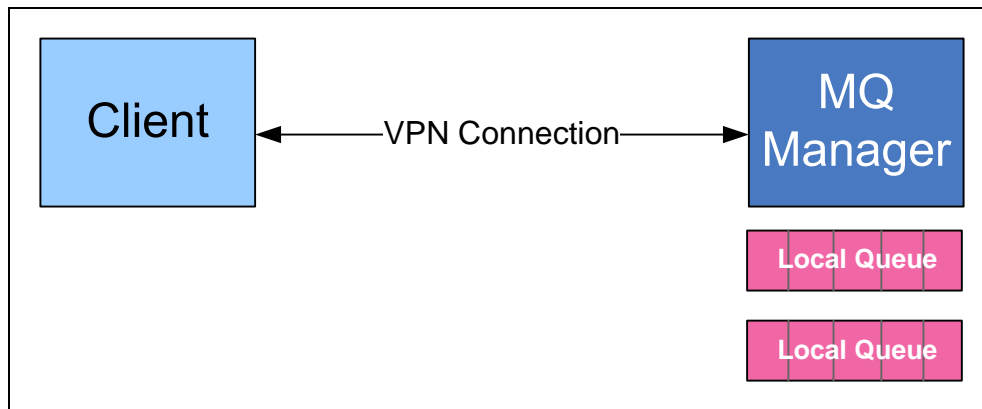 Client
VPN Connection
MQ
Manager
Local Queue
Local Queue